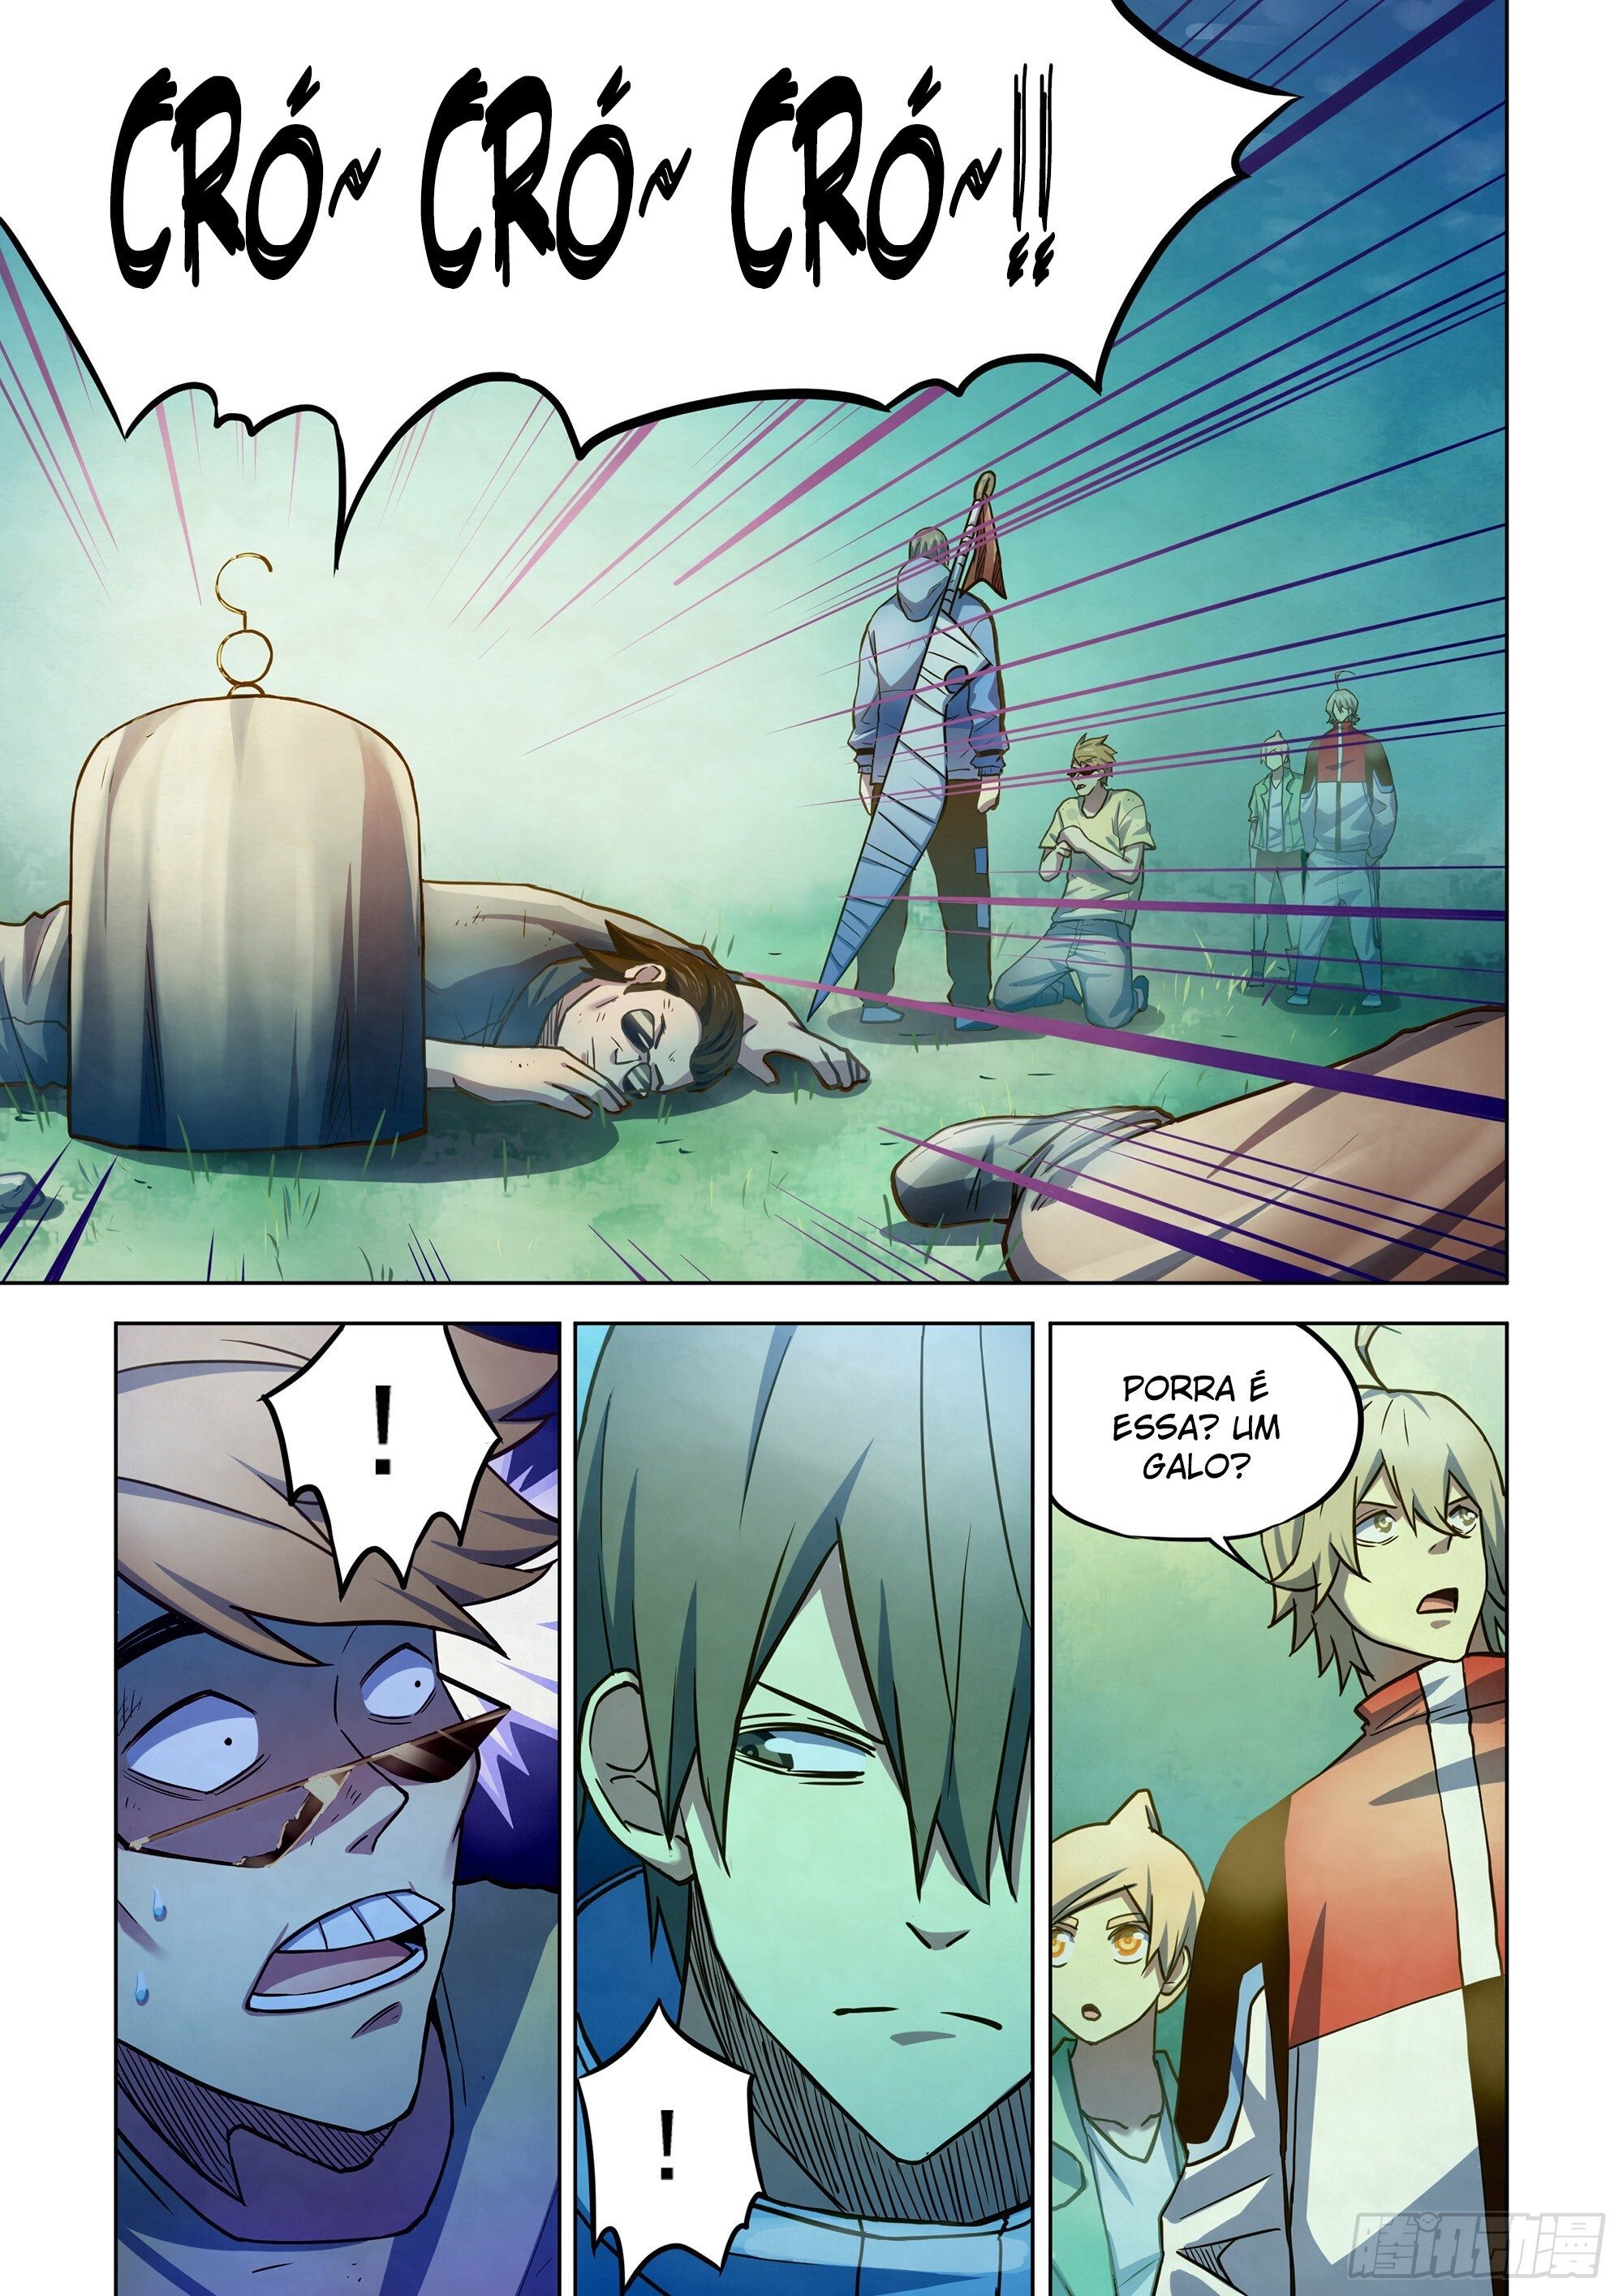 CRÓ~ CRÓ~ CRÓ~!!
!
!
PORRA É
ESSA? UM
GALO?
腾讯动漫